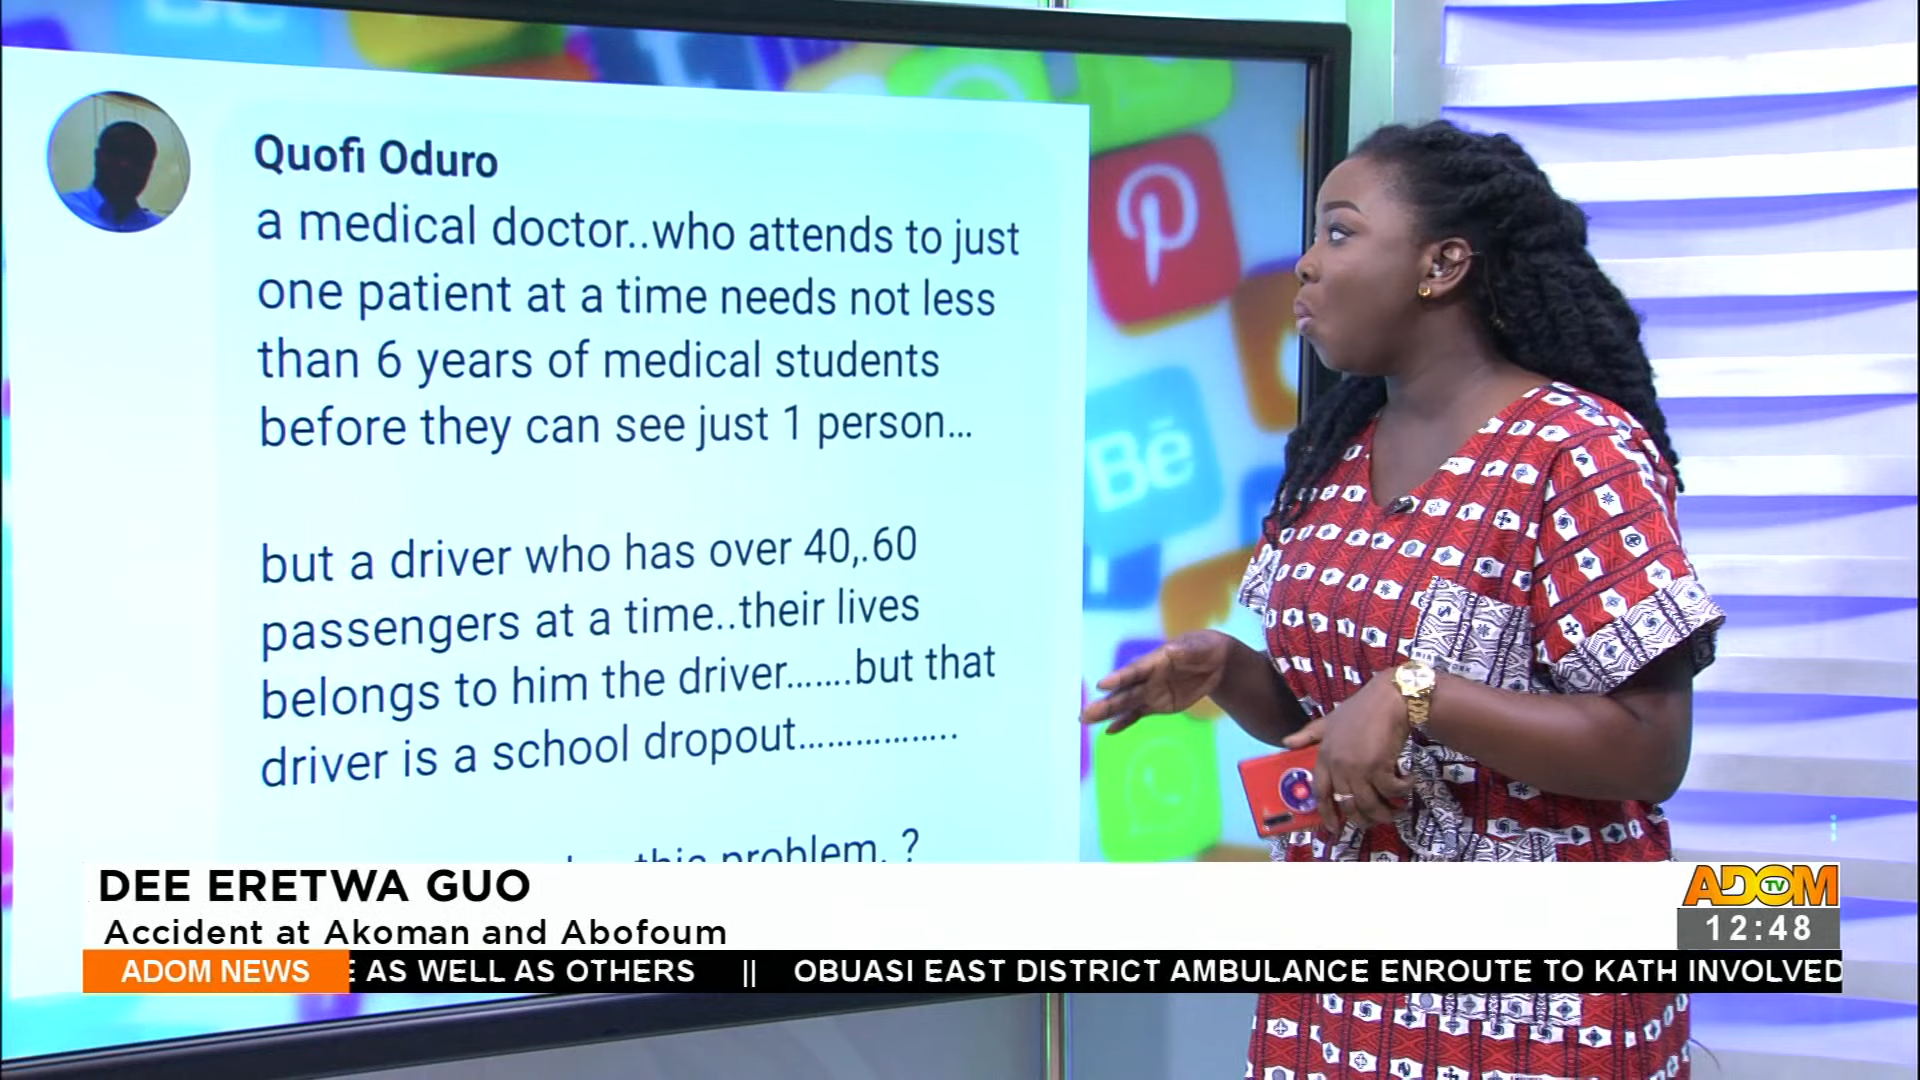 Quofi Oduro
a medical doctor..who attends to just
one patient at a time needs not less
than 6 years of medical students
before they can see just 1 person...
but a driver who has over 40,.60
passengers at a time..their lives
belongs to him the driver.......but that
driver is a school dropout................
this problem. ?
Bē
DEE ERETWA GUO
Accident at Akoman and Abofoum
ADOM TV
12:48
ADOM NEWS
E AS WELL AS OTHERS || OBUASI EAST DISTRICT AMBULANCE ENROUTE TO KATH INVOLVED